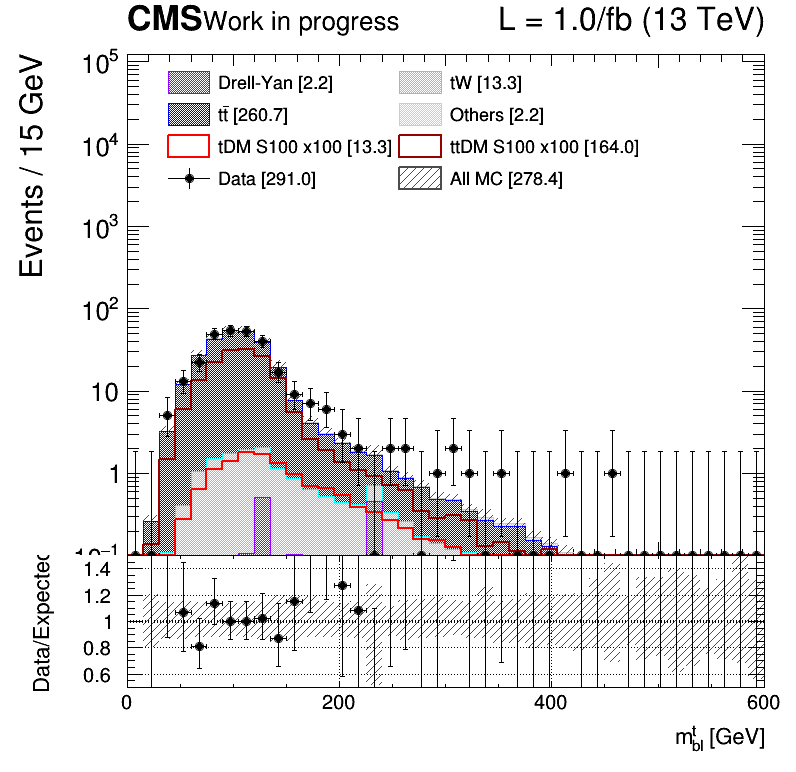 CMS Work in progress L = 1.0/fb (13 TeV)
Events / 15 GeV
Drell-Yan [2.2] tW [13.3]
tt̄ [260.7] Others [2.2]
tDM S100 x100 [13.3] ttDM S100 x100 [164.0]
Data [291.0] All MC [278.4]
10⁵
10⁴
10³
10²
10
1
10⁻¹
Data/Expected
1.4
1.2
1
0.8
0.6
0 200 400 600
mᵗbl [GeV]